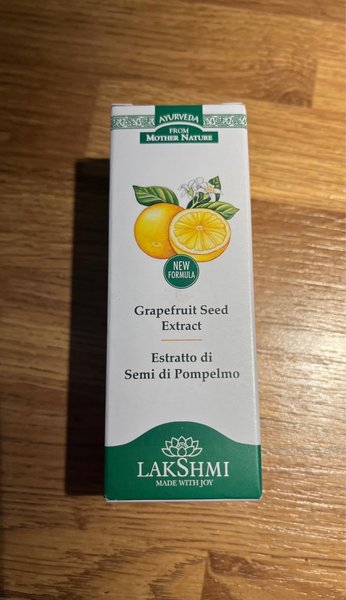 AYURVEDA
FROM
MOTHER NATURE
NEW
FORMULA
Grapefruit Seed
Extract
Estratto di
Semi di Pompelmo
LAKSHMI
MADE WITH JOY